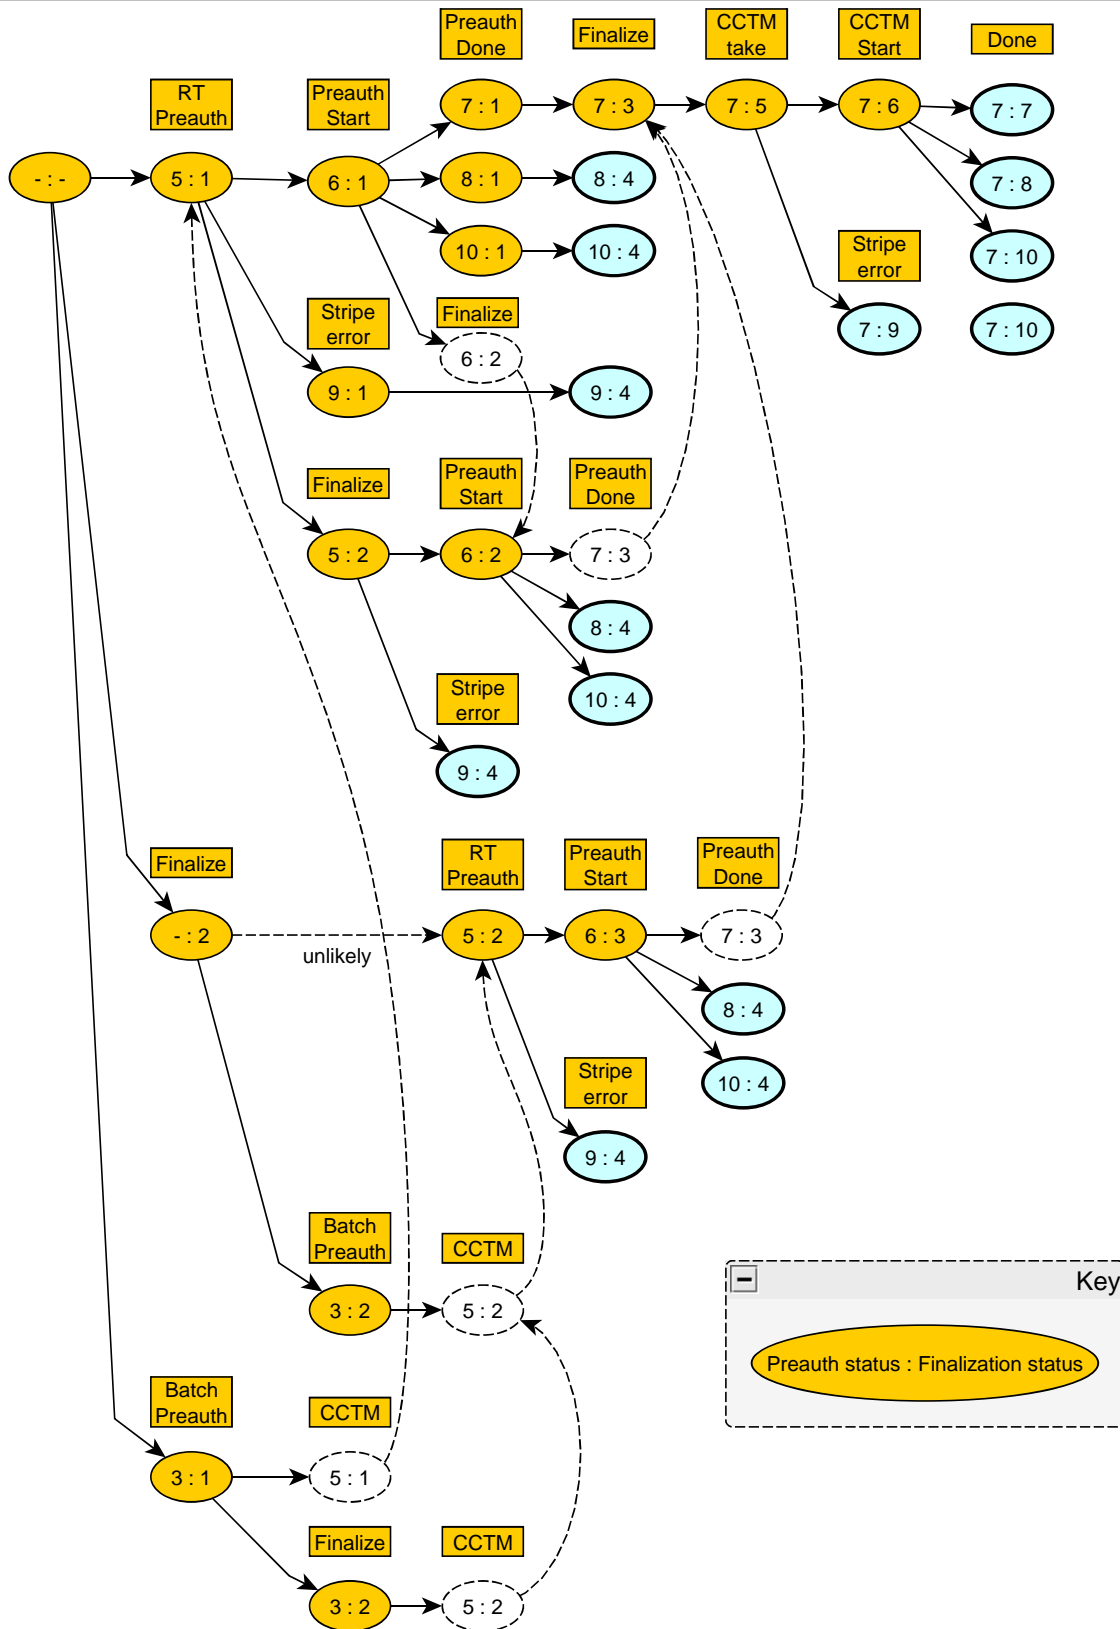 Preauth
Done
Finalize
CCTM
take
CCTM
Start
Done
RT
Preauth
Preauth
Start
7 : 1
7 : 3
7 : 5
7 : 6
7 : 7
- : -
5 : 1
6 : 1
8 : 1
8 : 4
7 : 8
10 : 1
10 : 4
Stripe
error
7 : 10
Stripe
error
Finalize
6 : 2
7 : 9
7 : 10
9 : 1
9 : 4
Finalize
Preauth
Start
Preauth
Done
5 : 2
6 : 2
7 : 3
8 : 4
Stripe
error
10 : 4
9 : 4
Finalize
RT
Preauth
Preauth
Start
Preauth
Done
- : 2
unlikely
5 : 2
6 : 3
7 : 3
8 : 4
Stripe
error
10 : 4
9 : 4
Batch
Preauth
CCTM
3 : 2
5 : 2
Key
Preauth status : Finalization status
Batch
Preauth
CCTM
3 : 1
5 : 1
Finalize
CCTM
3 : 2
5 : 2